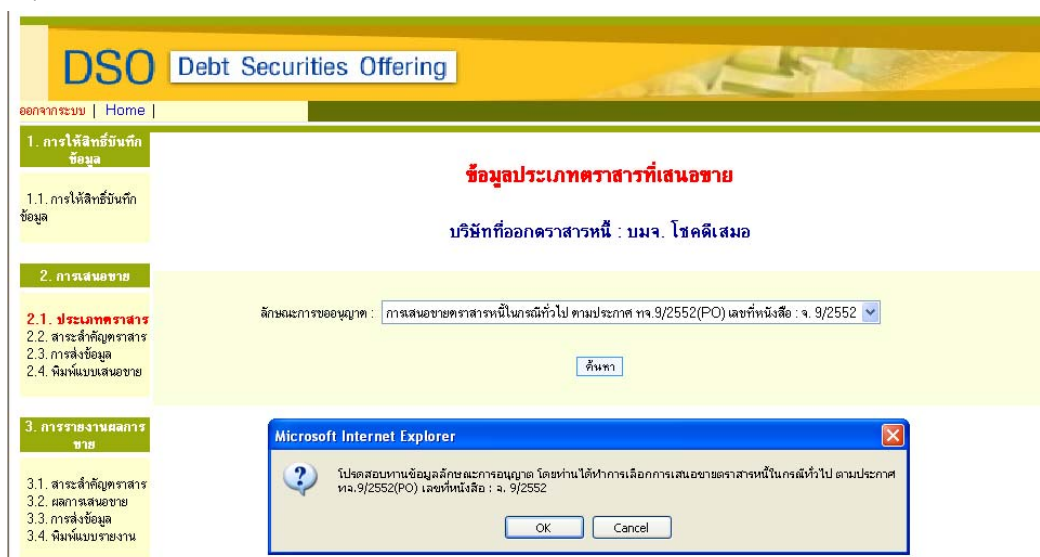 DSO Debt Securities Offering
ออกจากระบบ | Home |
1. การให้สิทธิ์บันทึก
ข้อมูล
1.1. การให้สิทธิ์บันทึก
ข้อมูล
2. การเสนอขาย
2.1. ประเภทตราสาร
2.2. สาระสำคัญตราสาร
2.3. การส่งข้อมูล
2.4. พิมพ์แบบเสนอขาย
3. การรายงานผลการ
ขาย
3.1. สาระสำคัญตราสาร
3.2. ผลการเสนอขาย
3.3. การส่งข้อมูล
3.4. พิมพ์แบบรายงาน
ข้อมูลประเภทตราสารที่เสนอขาย
บริษัทที่ออกตราสารหนี้ : บมจ. โชคดีเสมอ
ลักษณะการขออนุญาต : การเสนอขายตราสารหนี้ในกรณีทั่วไป ตามประกาศ ทจ.9/2552(PO) เลขที่หนังสือ : จ. 9/2552
ค้นหา
Microsoft Internet Explorer
โปรดสอบทานข้อมูลลักษณะการอนุญาต โดยท่านได้ทำการเลือกการเสนอขายตราสารหนี้ในกรณีทั่วไป ตามประกาศ
ทจ.9/2552(PO) เลขที่หนังสือ : จ. 9/2552
OK Cancel